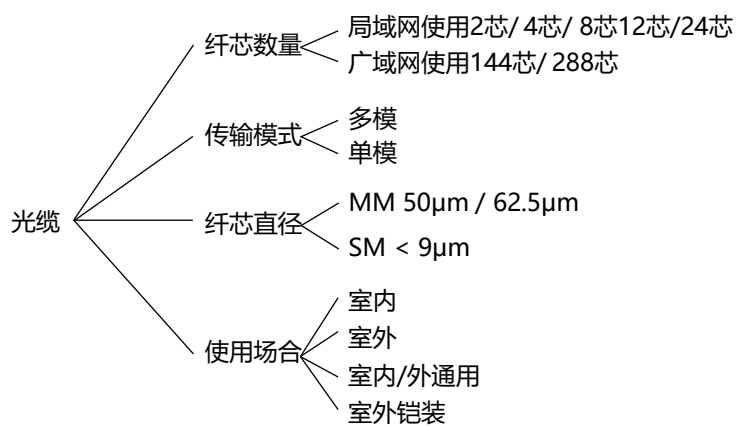 光缆
纤芯数量
局域网使用2芯/ 4芯/ 8芯12芯/24芯
广域网使用144芯/ 288芯
传输模式
多模
单模
纤芯直径
MM 50μm / 62.5μm
SM < 9μm
使用场合
室内
室外
室内/外通用
室外铠装